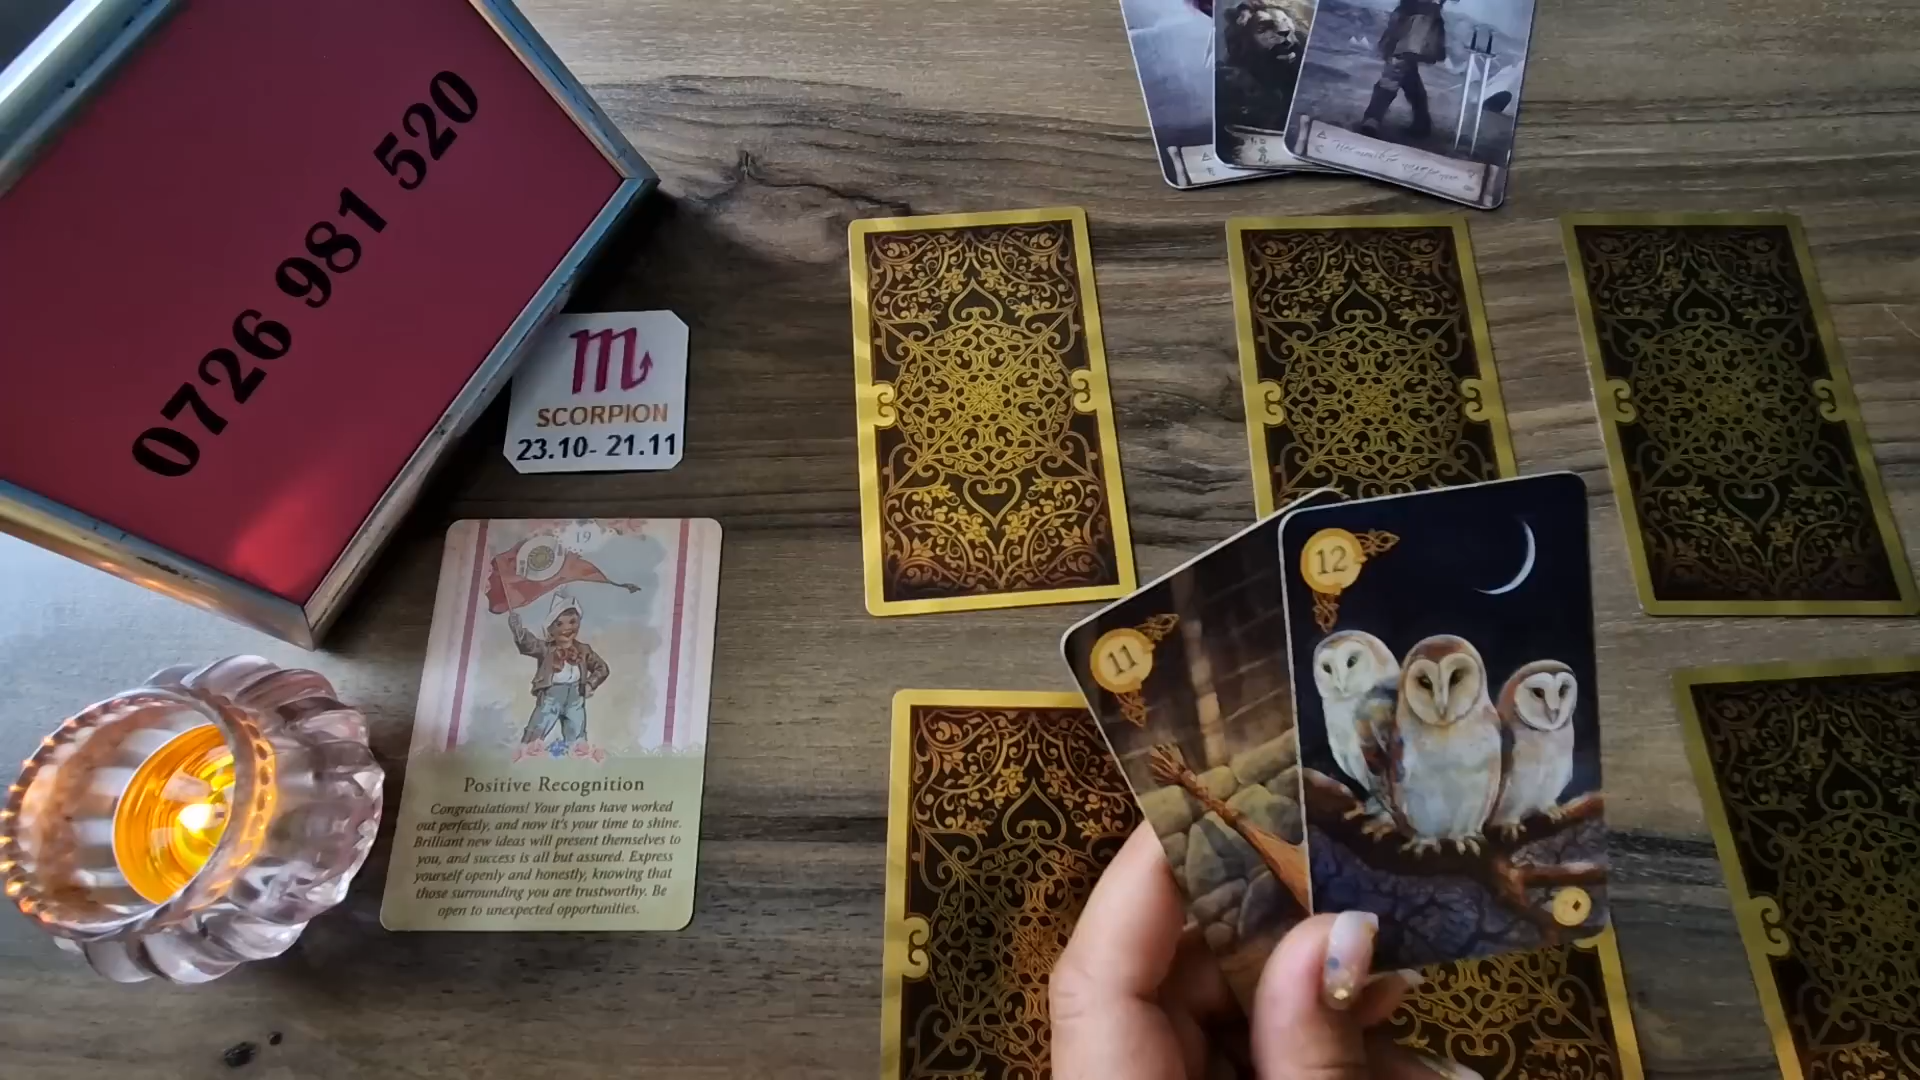 0726 981 520
SCORPION
23.10- 21.11
19
Positive Recognition
Congratulations! Your plans have worked
out perfectly, and now it's your time to shine.
Brilliant new ideas will present themselves to
you, and success is all but assured. Express
yourself openly and honestly, knowing that
those surrounding you are trustworthy. Be
open to unexpected opportunities.
11
12